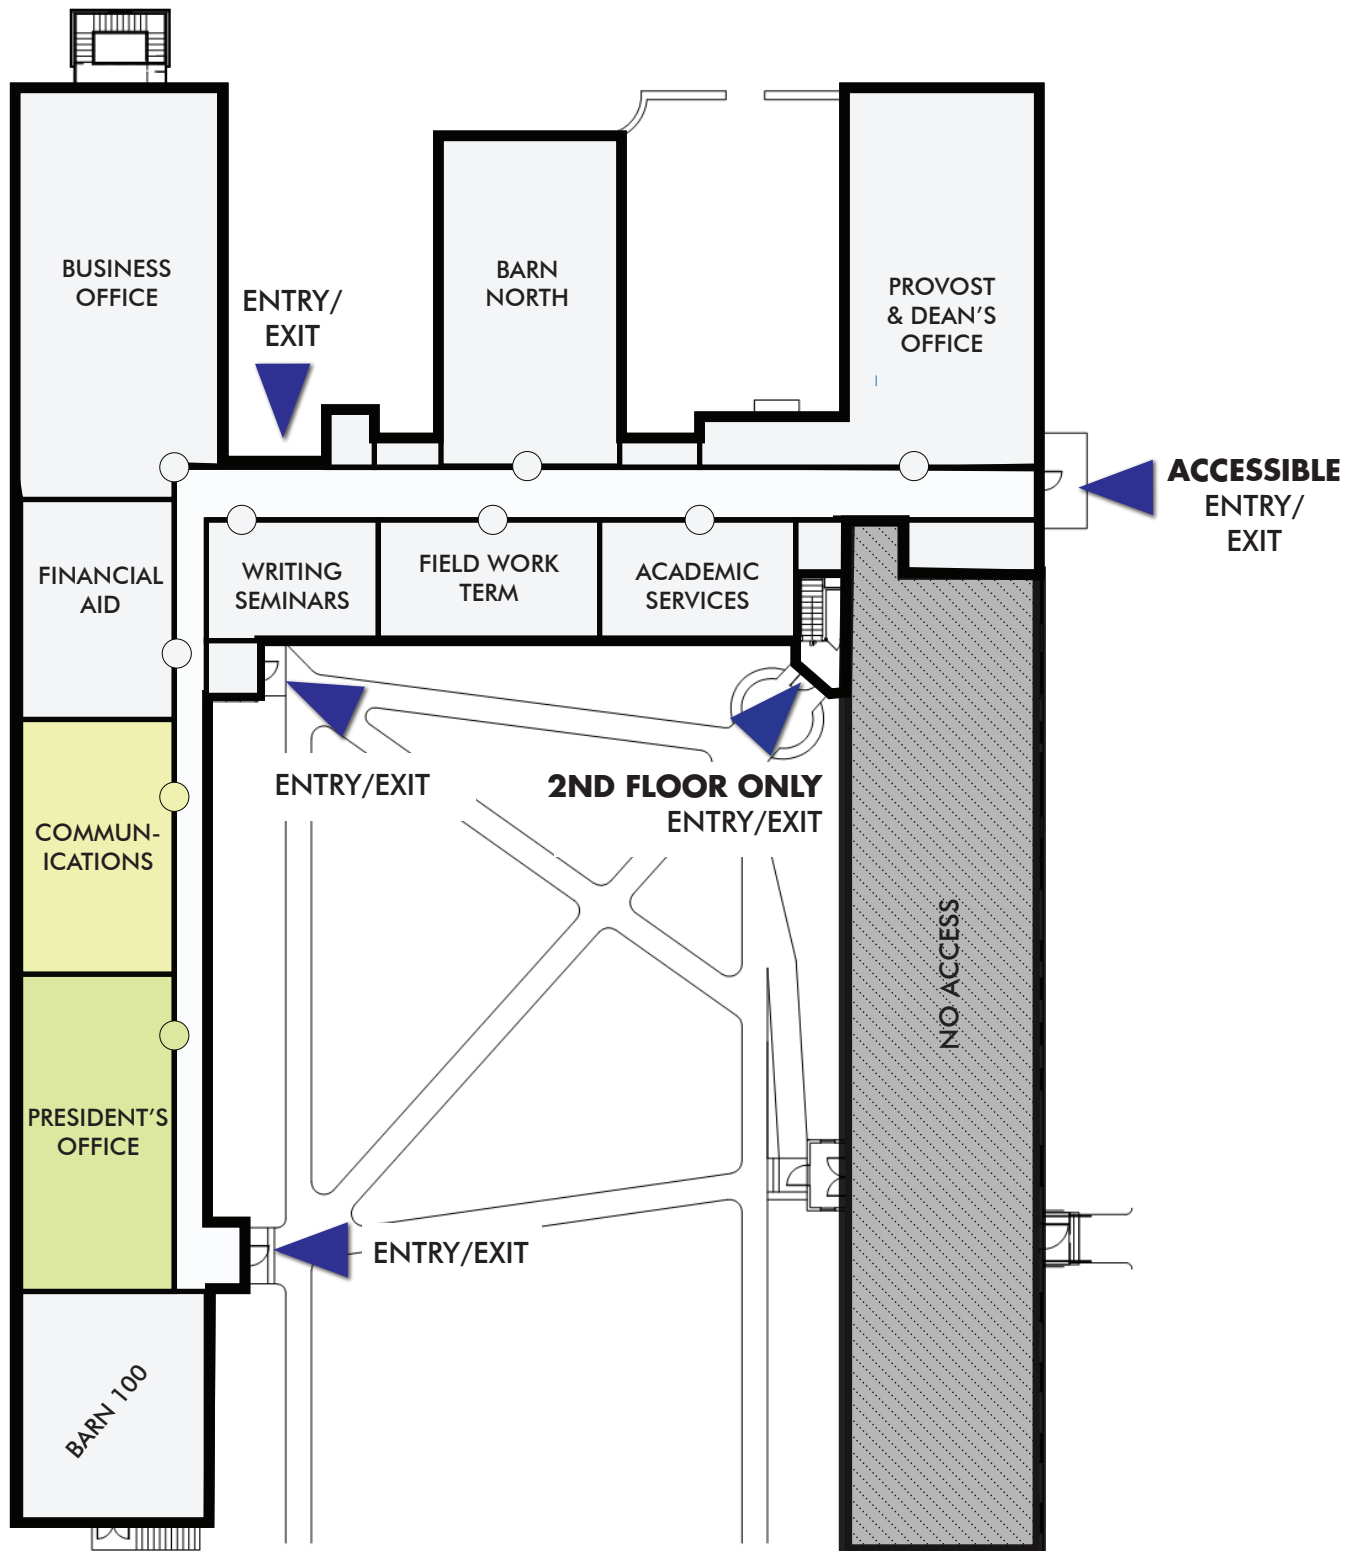 BUSINESS
OFFICE
ENTRY/
EXIT
BARN
NORTH
PROVOST
& DEAN'S
OFFICE
ACCESSIBLE
ENTRY/
EXIT
FINANCIAL
AID
WRITING
SEMINARS
FIELD WORK
TERM
ACADEMIC
SERVICES
ENTRY/EXIT
2ND FLOOR ONLY
ENTRY/EXIT
COMMUN-
ICATIONS
NO ACCESS
PRESIDENT'S
OFFICE
ENTRY/EXIT
BARN 100